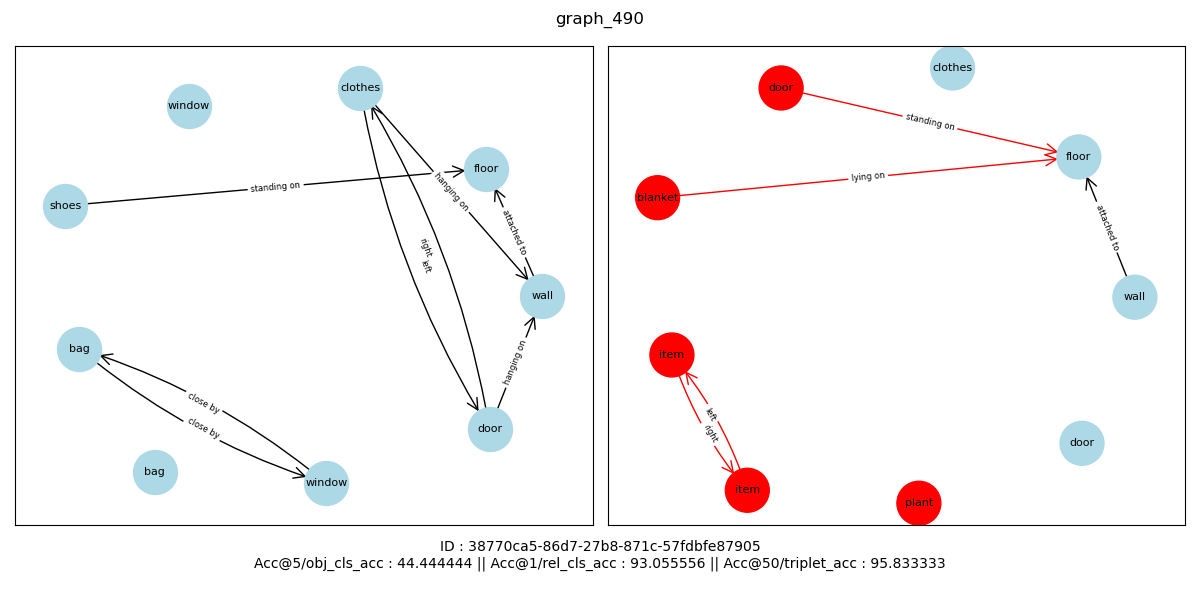 graph_490
clothes
window
floor
shoes
standing on
hanging on
attached to
right
left
wall
bag
hanging on
close by
close by
door
bag
window
clothes
door
standing on
floor
lying on
blanket
attached to
wall
item
left
right
door
item
plant
ID : 38770ca5-86d7-27b8-871c-57fdbfe87905
Acc@5/obj_cls_acc : 44.444444 || Acc@1/rel_cls_acc : 93.055556 || Acc@50/triplet_acc : 95.833333